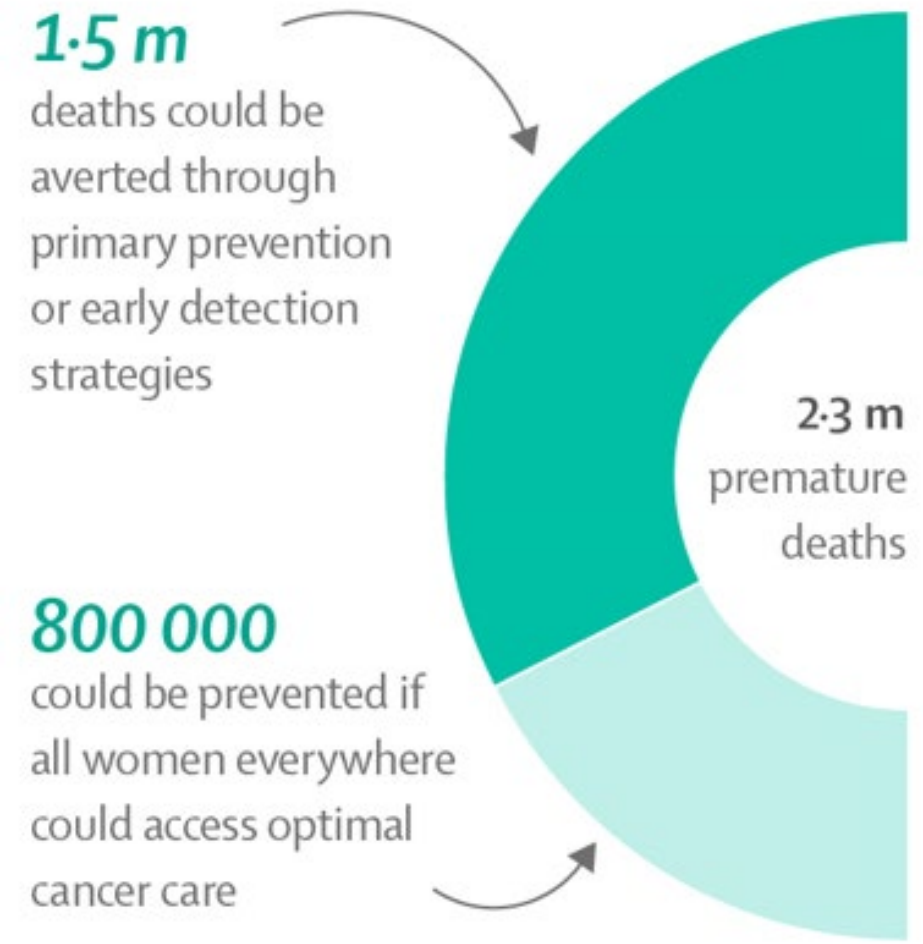 1·5 m
deaths could be
averted through
primary prevention
or early detection
strategies
2·3 m
premature
deaths
800 000
could be prevented if
all women everywhere
could access optimal
cancer care